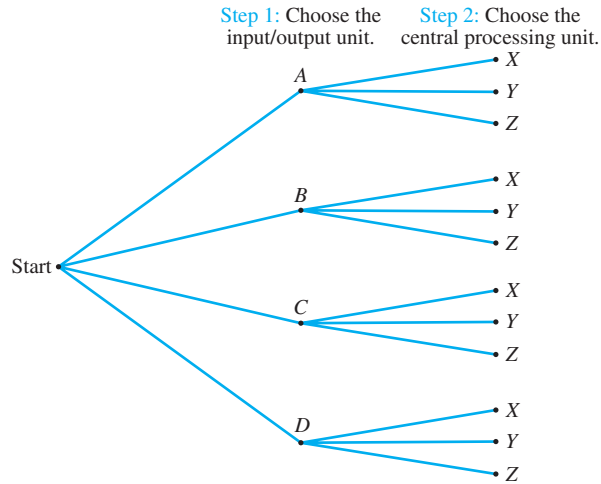 Step 1: Choose the
input/output unit.
Step 2: Choose the
central processing unit.
Start
A
X
Y
Z
B
X
Y
Z
C
X
Y
Z
D
X
Y
Z